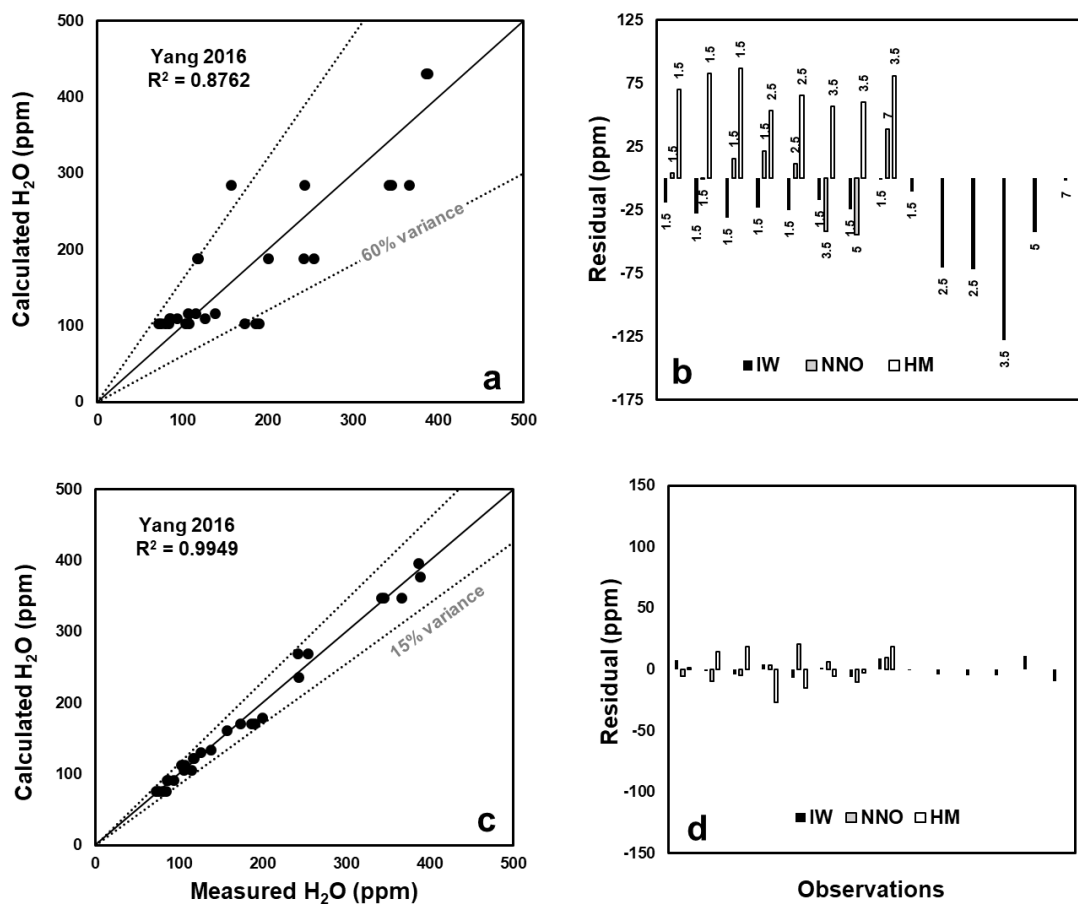 500
400
300
200
100
0
Calculated H₂O (ppm)
Yang 2016
R² = 0.8762
60% variance
a
0 100 200 300 400 500
125
75
25
-25
-75
-125
-175
Residual (ppm)
1.5 1.5 1.5 2.5 2.5 3.5 3.5 3.5
1.5 1.5 1.5 1.5 2.5 7
1.5 1.5 1.5 1.5 1.5 1.5 1.5 1.5 7
3.5 5 2.5 2.5 3.5 5
b
IW NNO HM
500
400
300
200
100
0
Calculated H₂O (ppm)
Yang 2016
R² = 0.9949
15% variance
c
0 100 200 300 400 500
Measured H₂O (ppm)
150
100
50
0
-50
-100
-150
Residual (ppm)
d
IW NNO HM
Observations